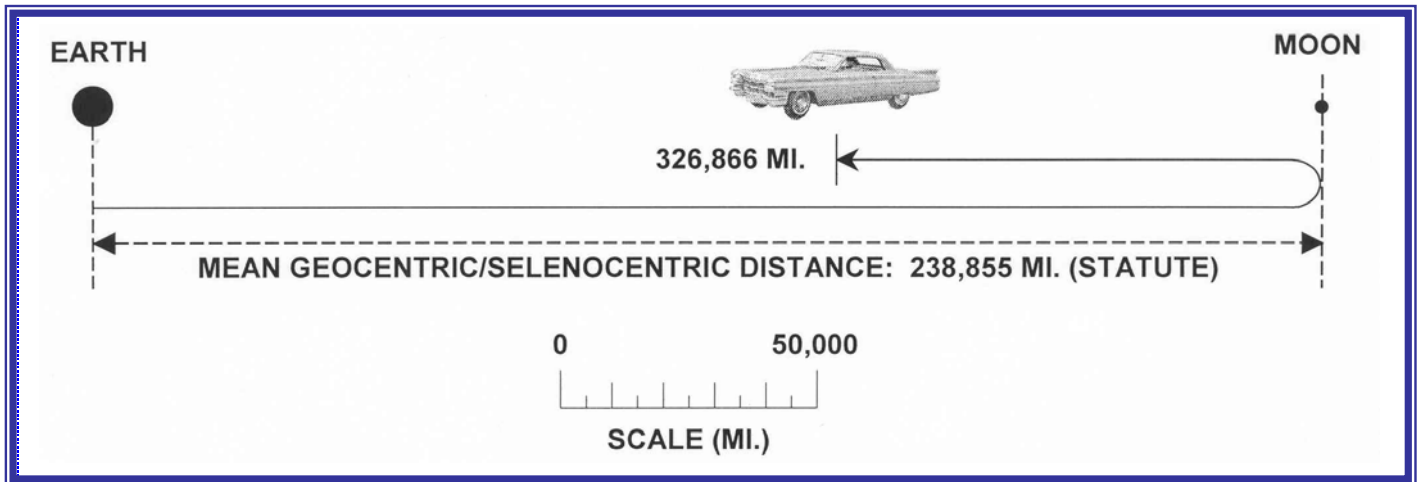 EARTH
MOON
326,866 MI.
MEAN GEOCENTRIC/SELENOCENTRIC DISTANCE: 238,855 MI. (STATUTE)
0 50,000
SCALE (MI.)